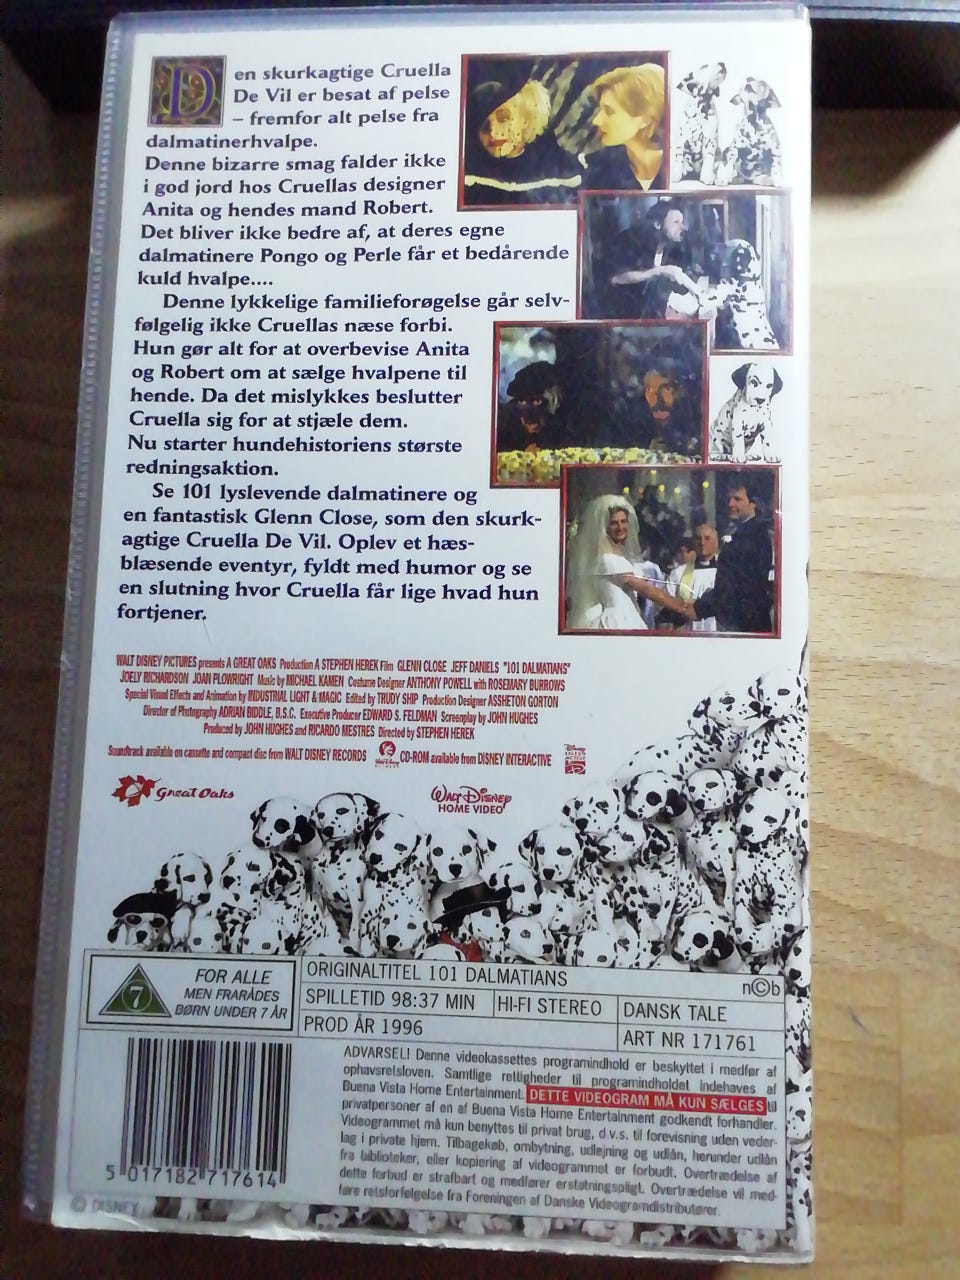 Den skurkagtige Cruella
De Vil er besat af pelse
– fremfor alt pelse fra
dalmatinerhvalpe.
Denne bizarre smag falder ikke
i god jord hos Cruellas designer
Anita og hendes mand Robert.
Det bliver ikke bedre af, at deres egne
dalmatinere Pongo og Perle får et bedårende
kuld hvalpe....
Denne lykkelige familieforøgelse går selv-
følgelig ikke Cruellas næse forbi.
Hun gør alt for at overbevise Anita
og Robert om at sælge hvalpene til
hende. Da det mislykkes beslutter
Cruella sig for at stjæle dem.
Nu starter hundehistoriens største
redningsaktion.
Se 101 lyslevende dalmatinere og
en fantastisk Glenn Close, som den skurk-
agtige Cruella De Vil. Oplev et hæs-
blæsende eventyr, fyldt med humor og se
en slutning hvor Cruella får lige hvad hun
fortjener.
WALT DISNEY PICTURES presents A GREAT OAKS Production A STEPHEN HEREK Film GLENN CLOSE JEFF DANIELS "101 DALMATIANS"
JOELY RICHARDSON JOAN PLOWRIGHT Music by MICHAEL KAMEN Costume Designer ANTHONY POWELL with ROSEMARY BURROWS
Special Visual Effects and Animation by INDUSTRIAL LIGHT & MAGIC Edited by TRUDY SHIP Production Designer ASSHETON GORTON
Director of Photography ADRIAN BIDDLE, B.S.C. Executive Producer EDWARD S. FELDMAN Screenplay by JOHN HUGHES
Produced by JOHN HUGHES and RICARDO MESTRES Directed by STEPHEN HEREK
Soundtrack available on cassette and compact disc from WALT DISNEY RECORDS CD-ROM available from DISNEY INTERACTIVE
Great Oaks
WALT DISNEY
HOME VIDEO
7
FOR ALLE
MEN FRARÅDES
BØRN UNDER 7 ÅR
ORIGINALTITEL 101 DALMATIANS
n©b
SPILLETID 98:37 MIN
HI-FI STEREO
DANSK TALE
PROD ÅR 1996
ART NR 171761
ADVARSEL! Denne videokassettes programindhold er beskyttet i medfør af
ophavsretsloven. Samtlige rettigheder til programindholdet indehaves af
Buena Vista Home Entertainment. DETTE VIDEOGRAM MÅ KUN SÆLGES til
privatpersoner af en af Buena Vista Home Entertainment godkendt forhandler.
Videogrammet må kun benyttes til privat brug, d.v.s. til forevisning uden veder-
lag i private hjem. Tilbagekøb, ombytning, udlejning og udlån, herunder udlån
fra biblioteker, eller kopiering af videogrammet er forbudt. Overtrædelse af
dette forbud er strafbart og medfører erstatningspligt. Overtrædelse vil med-
føre retsforfølgelse fra Foreningen af Danske Videogramdistributører.
5 017182 717614
© DISNEY